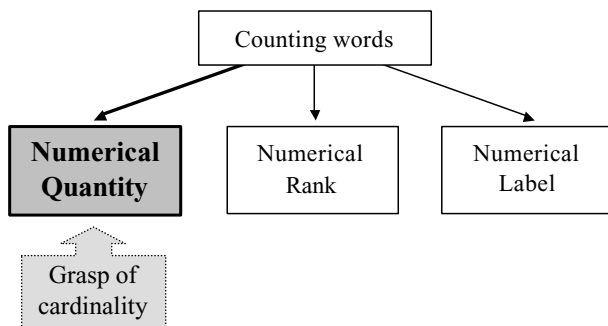 Counting words
Numerical
Quantity
Numerical
Rank
Numerical
Label
Grasp of
cardinality